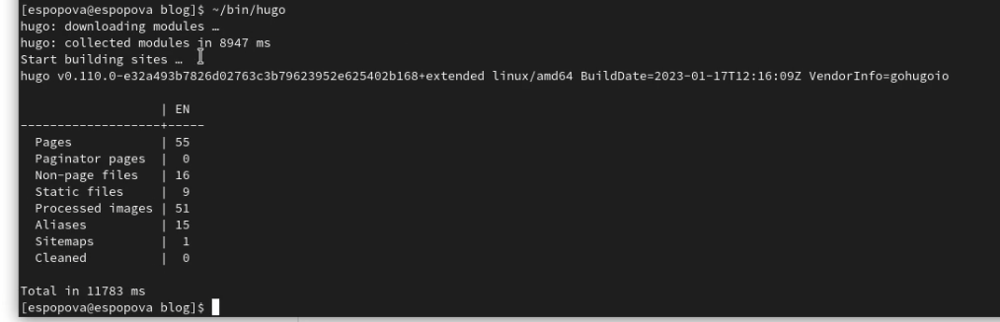 [espopova@espopova blog]$ ~/bin/hugo
hugo: downloading modules …
hugo: collected modules in 8947 ms
Start building sites …
hugo v0.110.0-e32a493b7826d02763c3b79623952e625402b168+extended linux/amd64 BuildDate=2023-01-17T12:16:09Z VendorInfo=gohugoio
                   | EN
-------------------+-----
  Pages            | 55
  Paginator pages  |  0
  Non-page files   | 16
  Static files     |  9
  Processed images | 51
  Aliases          | 15
  Sitemaps         |  1
  Cleaned          |  0
Total in 11783 ms
[espopova@espopova blog]$